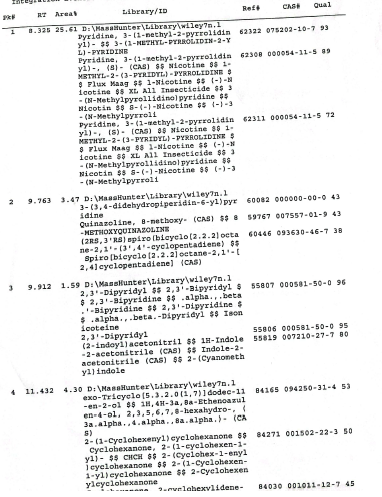 Pk# RT Area% Library/ID Ref# CAS# Qual
1 8.325 25.61 D:\MassHunter\Library\wiley7n.l
Pyridine, 3-(1-methyl-2-pyrrolidin 62322 075202-10-7 93
yl)- $$ 3-(1-METHYL-PYRROLIDIN-2-Y
L)-PYRIDINE
Pyridine, 3-(1-methyl-2-pyrrolidin 62308 000054-11-5 89
yl)-, (S)- (CAS) $$ Nicotine $$ 1-
METHYL-2-(3-PYRIDYL)-PYRROLIDINE $
$ Flux Maag $$ l-Nicotine $$ (-)-N
icotine $$ XL All Insecticide $$ 3
-(N-Methylpyrollidino)pyridine $$
Nicotin $$ S-(-)-Nicotine $$ (-)-3
-(N-Methylpyrroli
Pyridine, 3-(1-methyl-2-pyrrolidin 62311 000054-11-5 72
yl)-, (S)- (CAS) $$ Nicotine $$ 1-
METHYL-2-(3-PYRIDYL)-PYRROLIDINE $
$ Flux Maag $$ l-Nicotine $$ (-)-N
icotine $$ XL All Insecticide $$ 3
-(N-Methylpyrollidino)pyridine $$
Nicotin $$ S-(-)-Nicotine $$ (-)-3
-(N-Methylpyrroli
2 9.763 3.47 D:\MassHunter\Library\wiley7n.l
3-(3,4-didehydropiperidin-6-yl)pyr 60082 000000-00-0 43
idine
Quinazoline, 8-methoxy- (CAS) $$ 8 59767 007557-01-9 43
-METHOXYQUINAZOLINE
(2RS,3'RS)spiro(bicyclo[2.2.2]octa 60446 093630-46-7 38
ne-2,1'-(3',4'-cyclopentadiene) $$
Spiro[bicyclo[2.2.2]octane-2,1'-[
2,4]cyclopentadiene] (CAS)
3 9.912 1.59 D:\MassHunter\Library\wiley7n.l
2,3'-Dipyridyl $$ 2,3'-Bipyridyl $ 55807 000581-50-0 96
$ 2,3'-Bipyridine $$ .alpha.,.beta
.'-Bipyridine $$ 2,3'-Dipyridine $
$ .alpha.,.beta.-Dipyridyl $$ Ison
icoteine
2,3'-Dipyridyl 55806 000581-50-0 95
(2-indoyl)acetonitril $$ 1H-Indole 55819 007210-27-7 80
-2-acetonitrile (CAS) $$ Indole-2-
acetonitrile (CAS) $$ 2-(Cyanometh
yl)indole
4 11.432 4.30 D:\MassHunter\Library\wiley7n.l
exo-Tricyclo[5.3.2.0(1,7)]dodec-11 84165 094250-31-4 53
-en-2-ol $$ 1H,4H-3a,8a-Ethenoazul
en-4-ol, 2,3,5,6,7,8-hexahydro-, (
3a.alpha.,4.alpha.,8a.alpha.)- (CA
S)
2-(1-Cyclohexenyl)cyclohexanone $$ 84271 001502-22-3 50
Cyclohexanone, 2-(1-cyclohexen-1-
yl)- $$ CHCH $$ 2-(Cyclohex-1-enyl
)cyclohexanone $$ 2-(1-Cyclohexen-
yl)cyclohexanone $$ 2-Cyclohexen
ylcyclohexanone
2-cyclohexylidene- 84030 001011-12-7 45